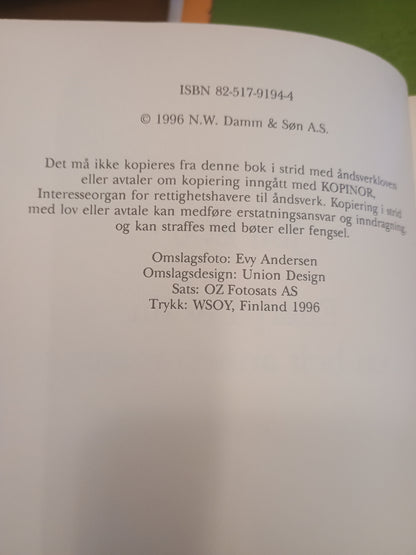 ISBN 82-517-9194-4
© 1996 N.W. Damm & Søn A.S.
Det må ikke kopieres fra denne bok i strid med åndsverkloven
eller avtaler om kopiering inngått med KOPINOR,
Interesseorgan for rettighetshavere til åndsverk. Kopiering i strid
med lov eller avtale kan medføre erstatningsansvar og inndragning,
og kan straffes med bøter eller fengsel.
Omslagsfoto: Evy Andersen
Omslagsdesign: Union Design
Sats: OZ Fotosats AS
Trykk: WSOY, Finland 1996